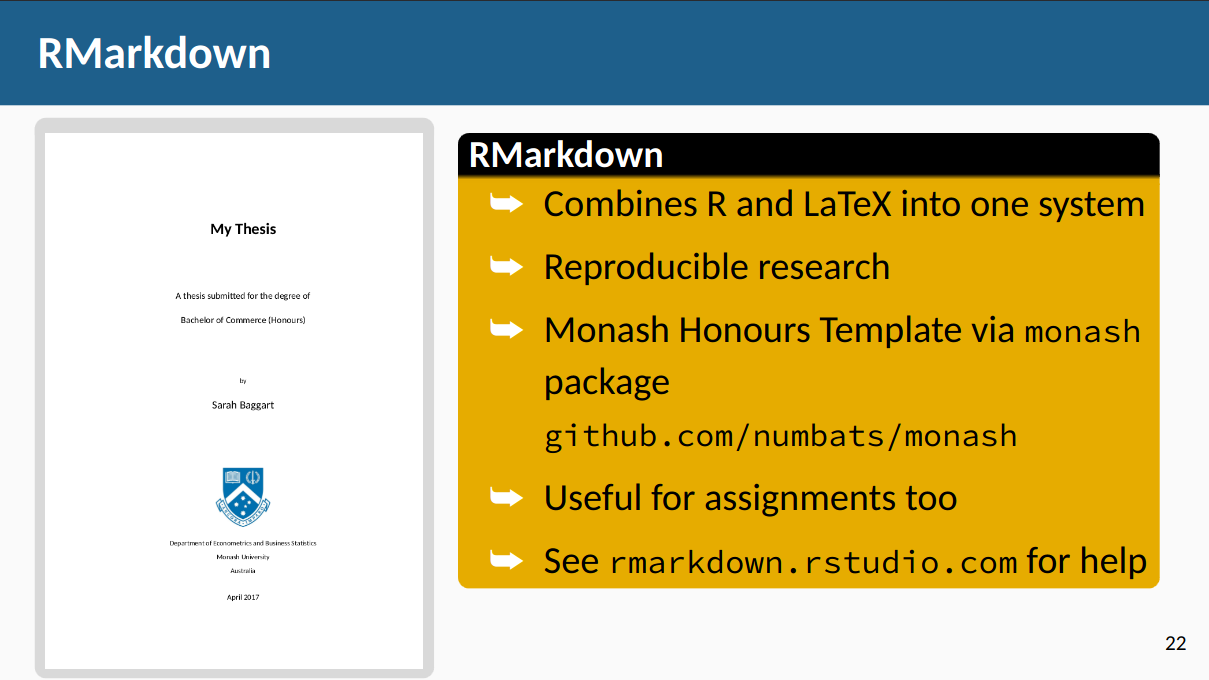 RMarkdown
My Thesis
A thesis submitted for the degree of
Bachelor of Commerce (Honours)
by
Sarah Baggart
Department of Econometrics and Business Statistics
Monash University
Australia
April 2017
RMarkdown
Combines R and LaTeX into one system
Reproducible research
Monash Honours Template via monash
package
github.com/numbats/monash
Useful for assignments too
See rmarkdown.rstudio.com for help
22